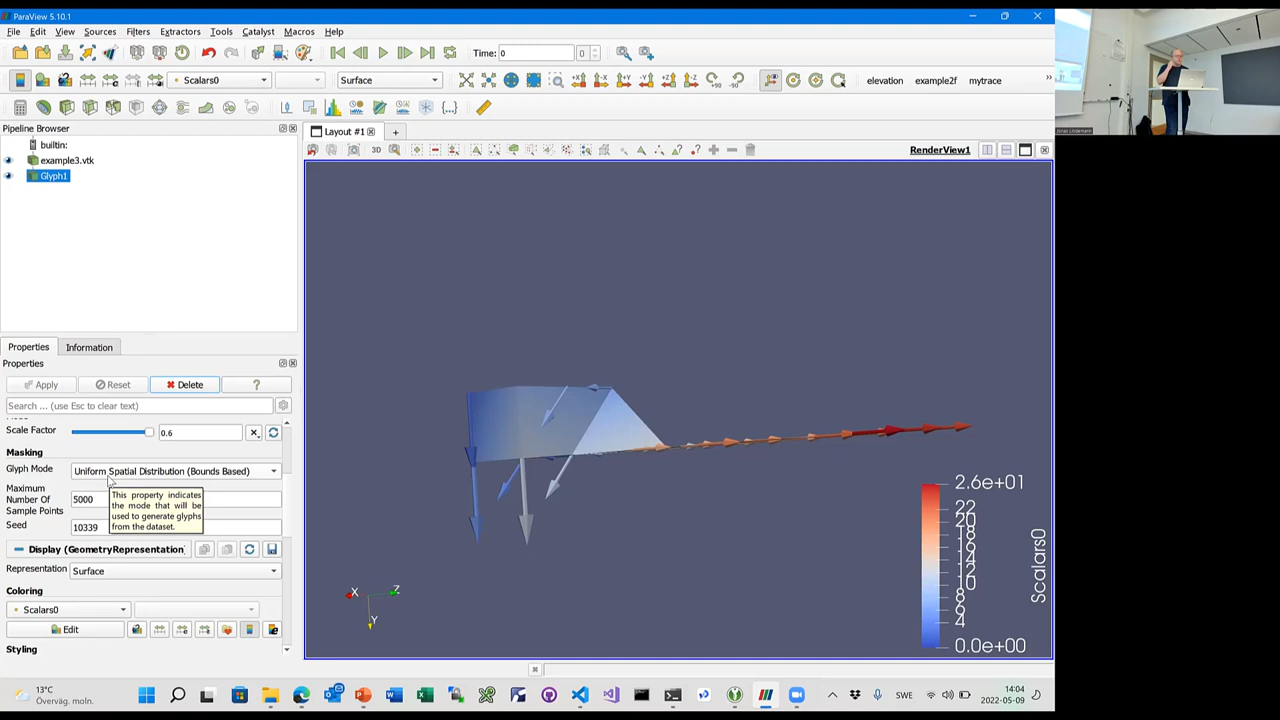 ParaView 5.10.1
File Edit View Sources Filters Extractors Tools Catalyst Macros Help
Time: 0 0
Scalars0 Surface elevation example2f mytrace »
Pipeline Browser
Layout #1 +
builtin:
3D RenderView1
example3.vtk
Glyph1
Properties Information
Properties
Apply Reset Delete ?
Search ... (use Esc to clear text)
Scale Factor 0.6
Masking
Glyph Mode Uniform Spatial Distribution (Bounds Based)
Maximum
Number Of
Sample Points
5000
Seed 10339
This property indicates
the mode that will be
used to generate glyphs
from the dataset.
Display (GeometryRepresentation)
Representation Surface
Coloring
Scalars0
Edit
Styling
X Z
Y
2.6e+01
22
20
18
16
14
12
10
8
6
4
0.0e+00
Scalars0
Jonas Lindemann
13°C
Överväg. moln.
SWE
14:04
2022-05-09